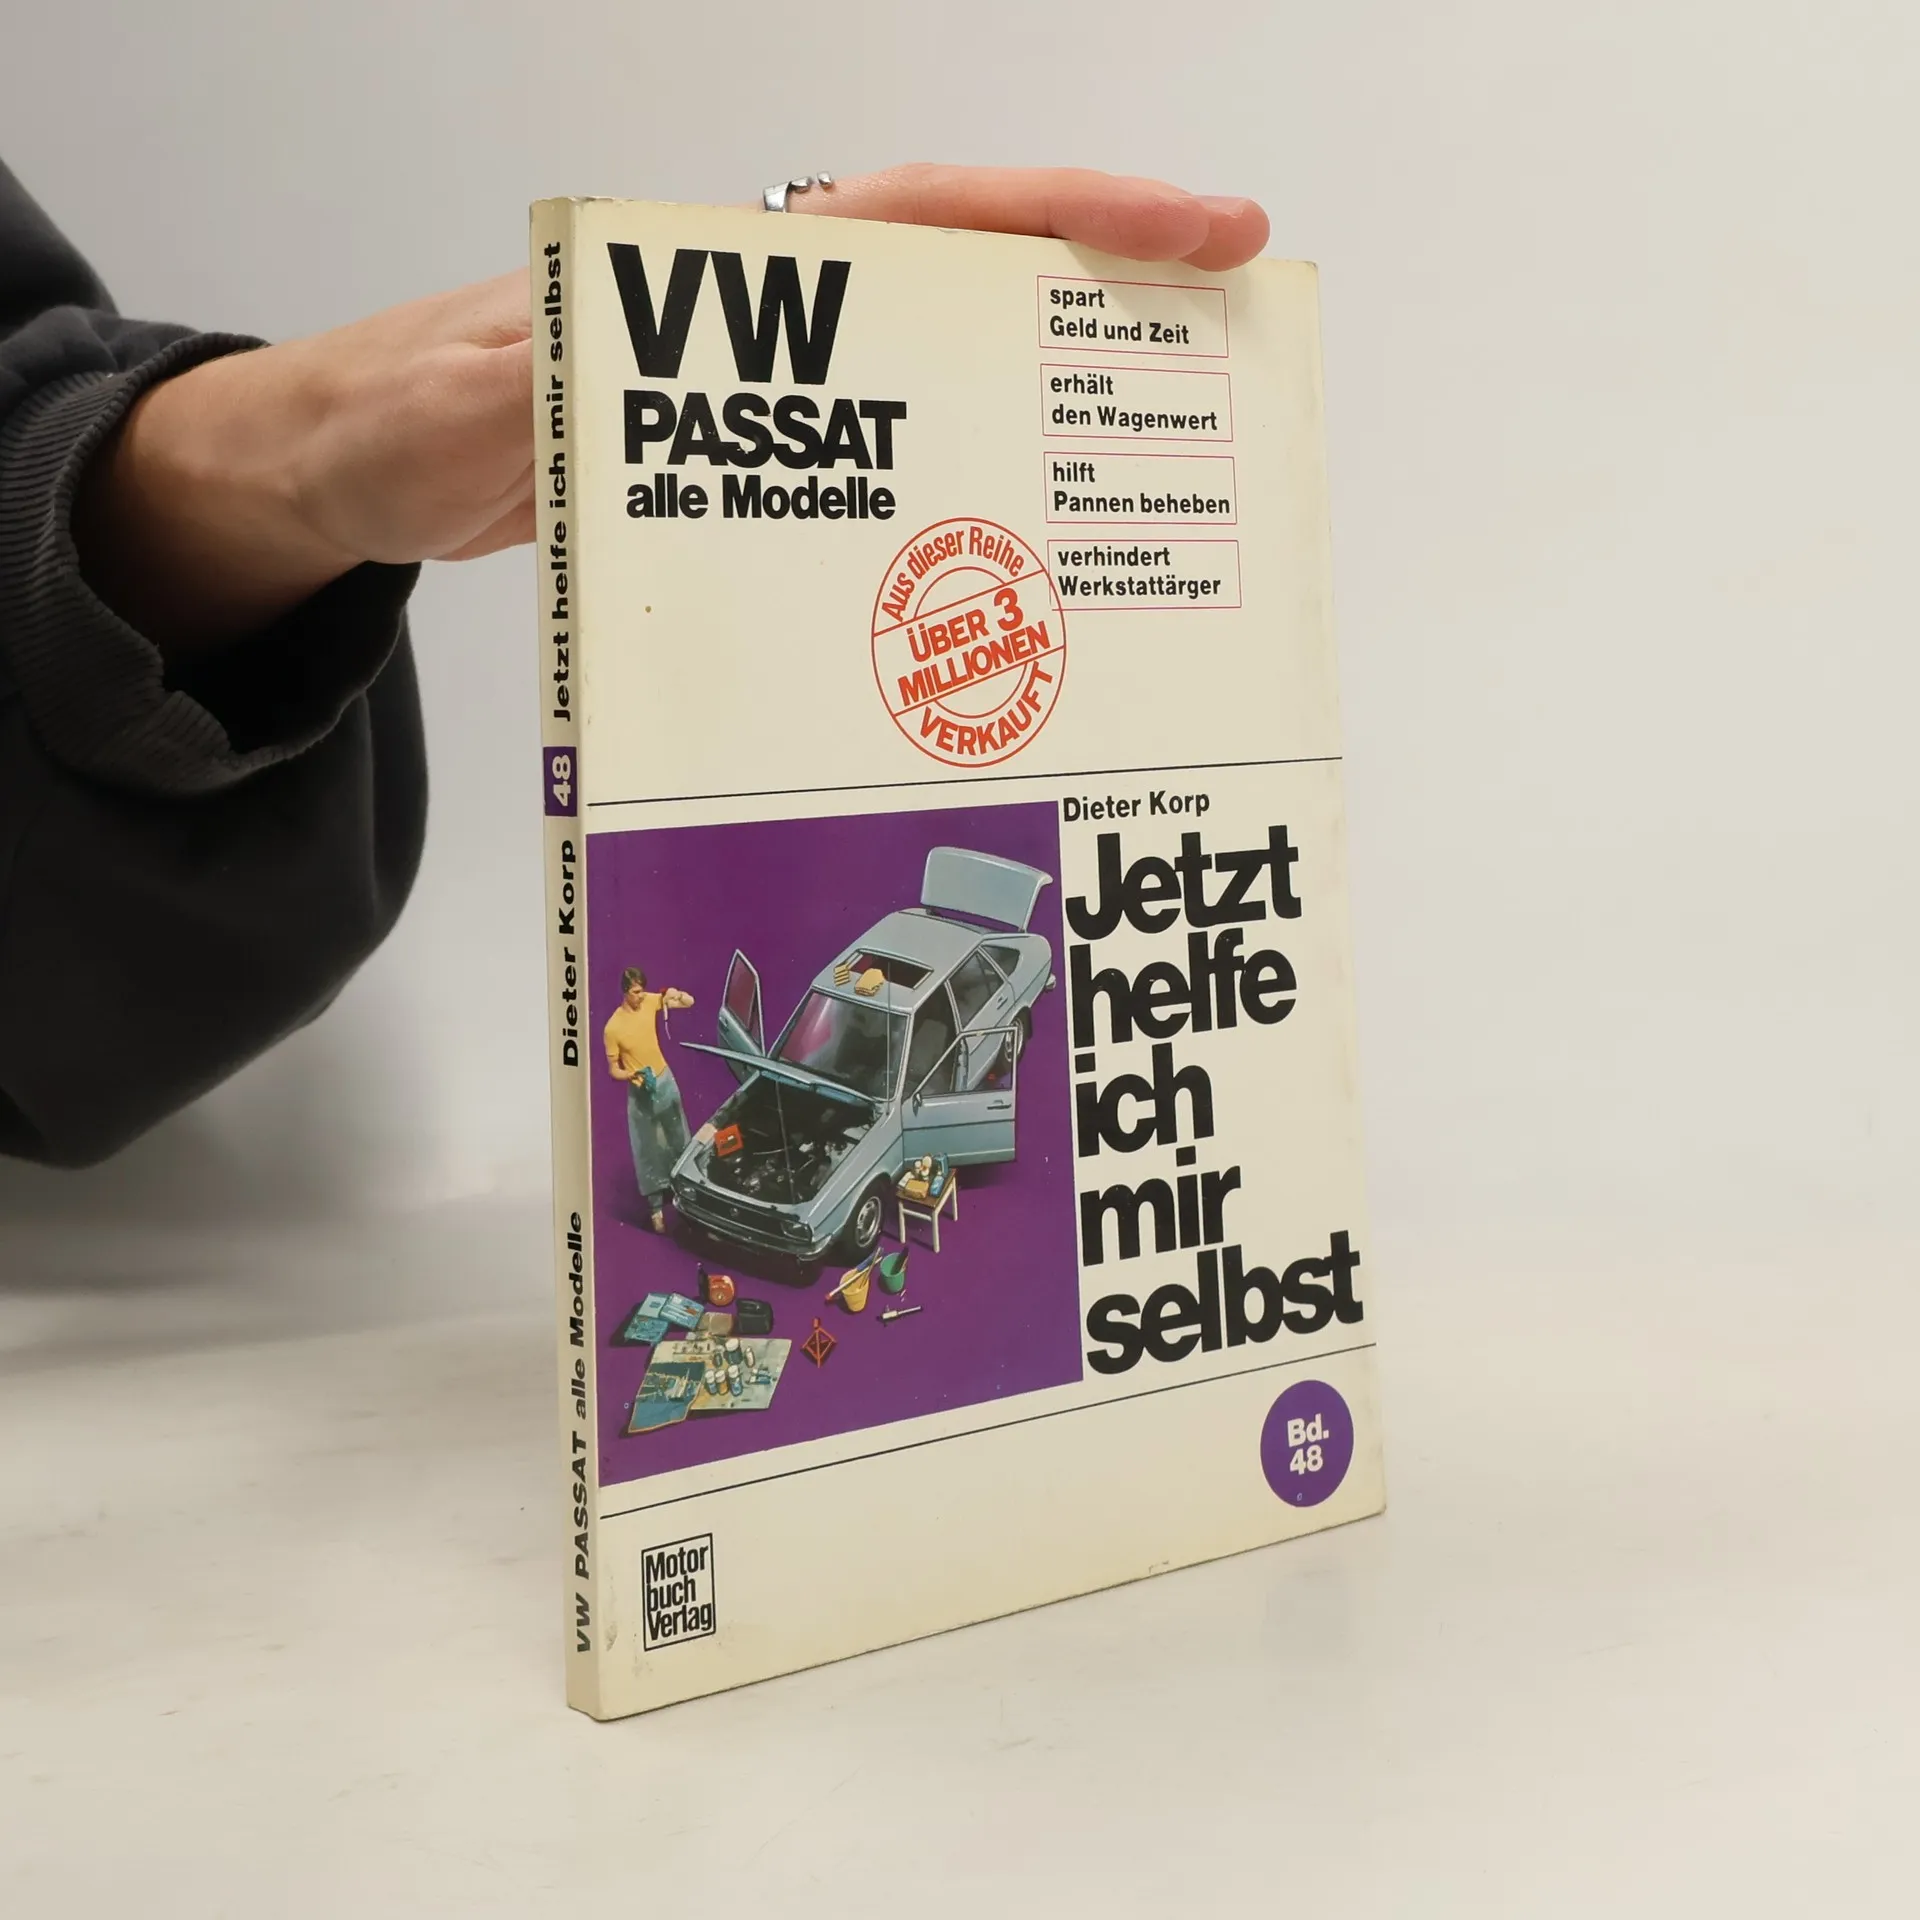 VW
PASSAT
alle Modelle
spart
Geld und Zeit
erhält
den Wagenwert
hilft
Pannen beheben
verhindert
Werkstattärger
Aus dieser Reihe
ÜBER 3
MILLIONEN
VERKAUFT
Dieter Korp
Jetzt
helfe
ich
mir
selbst
Bd.
48
Motor
buch
Verlag
VW PASSAT alle Modelle Dieter Korp 48 Jetzt helfe ich mir selbst